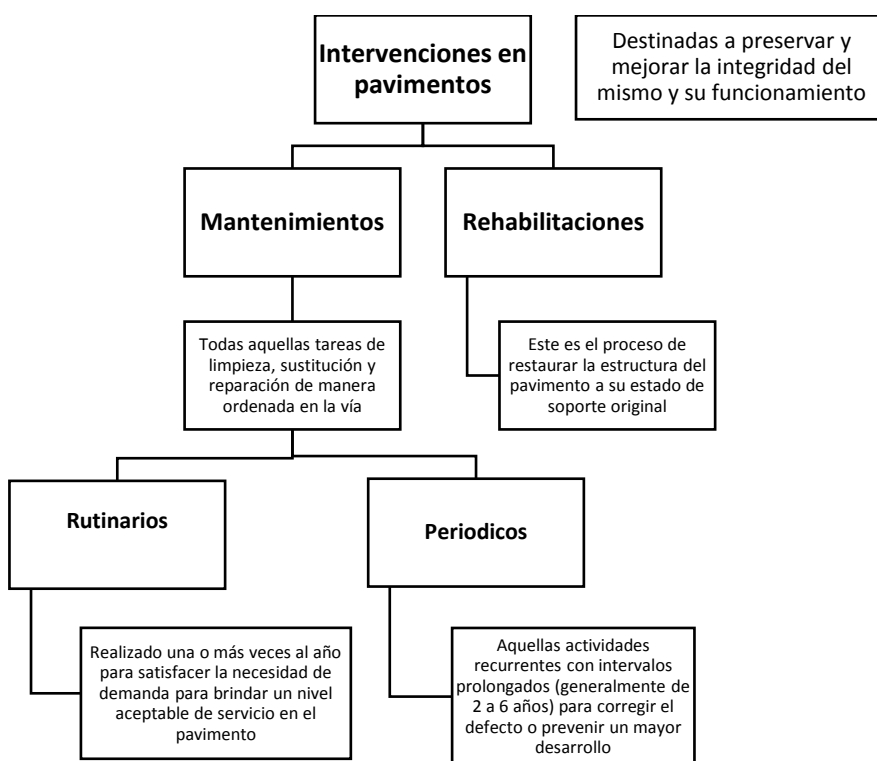 Intervenciones en
pavimentos
Destinadas a preservar y
mejorar la integridad del
mismo y su funcionamiento
Mantenimientos
Rehabilitaciones
Todas aquellas tareas de
limpieza, sustitución y
reparación de manera
ordenada en la vía
Este es el proceso de
restaurar la estructura del
pavimento a su estado de
soporte original
Rutinarios
Periodicos
Realizado una o más veces al año
para satisfacer la necesidad de
demanda para brindar un nivel
aceptable de servicio en el
pavimento
Aquellas actividades
recurrentes con intervalos
prolongados (generalmente de
2 a 6 años) para corregir el
defecto o prevenir un mayor
desarrollo